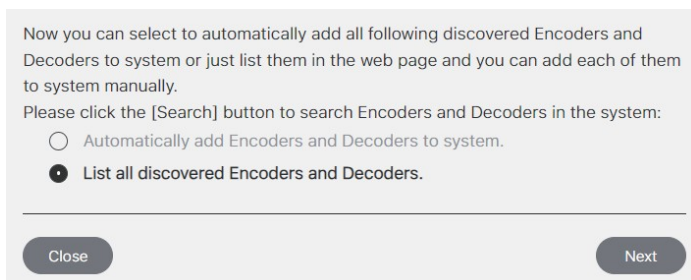 Now you can select to automatically add all following discovered Encoders and
Decoders to system or just list them in the web page and you can add each of them
to system manually.
Please click the [Search] button to search Encoders and Decoders in the system:
Automatically add Encoders and Decoders to system.
List all discovered Encoders and Decoders.
Close
Next